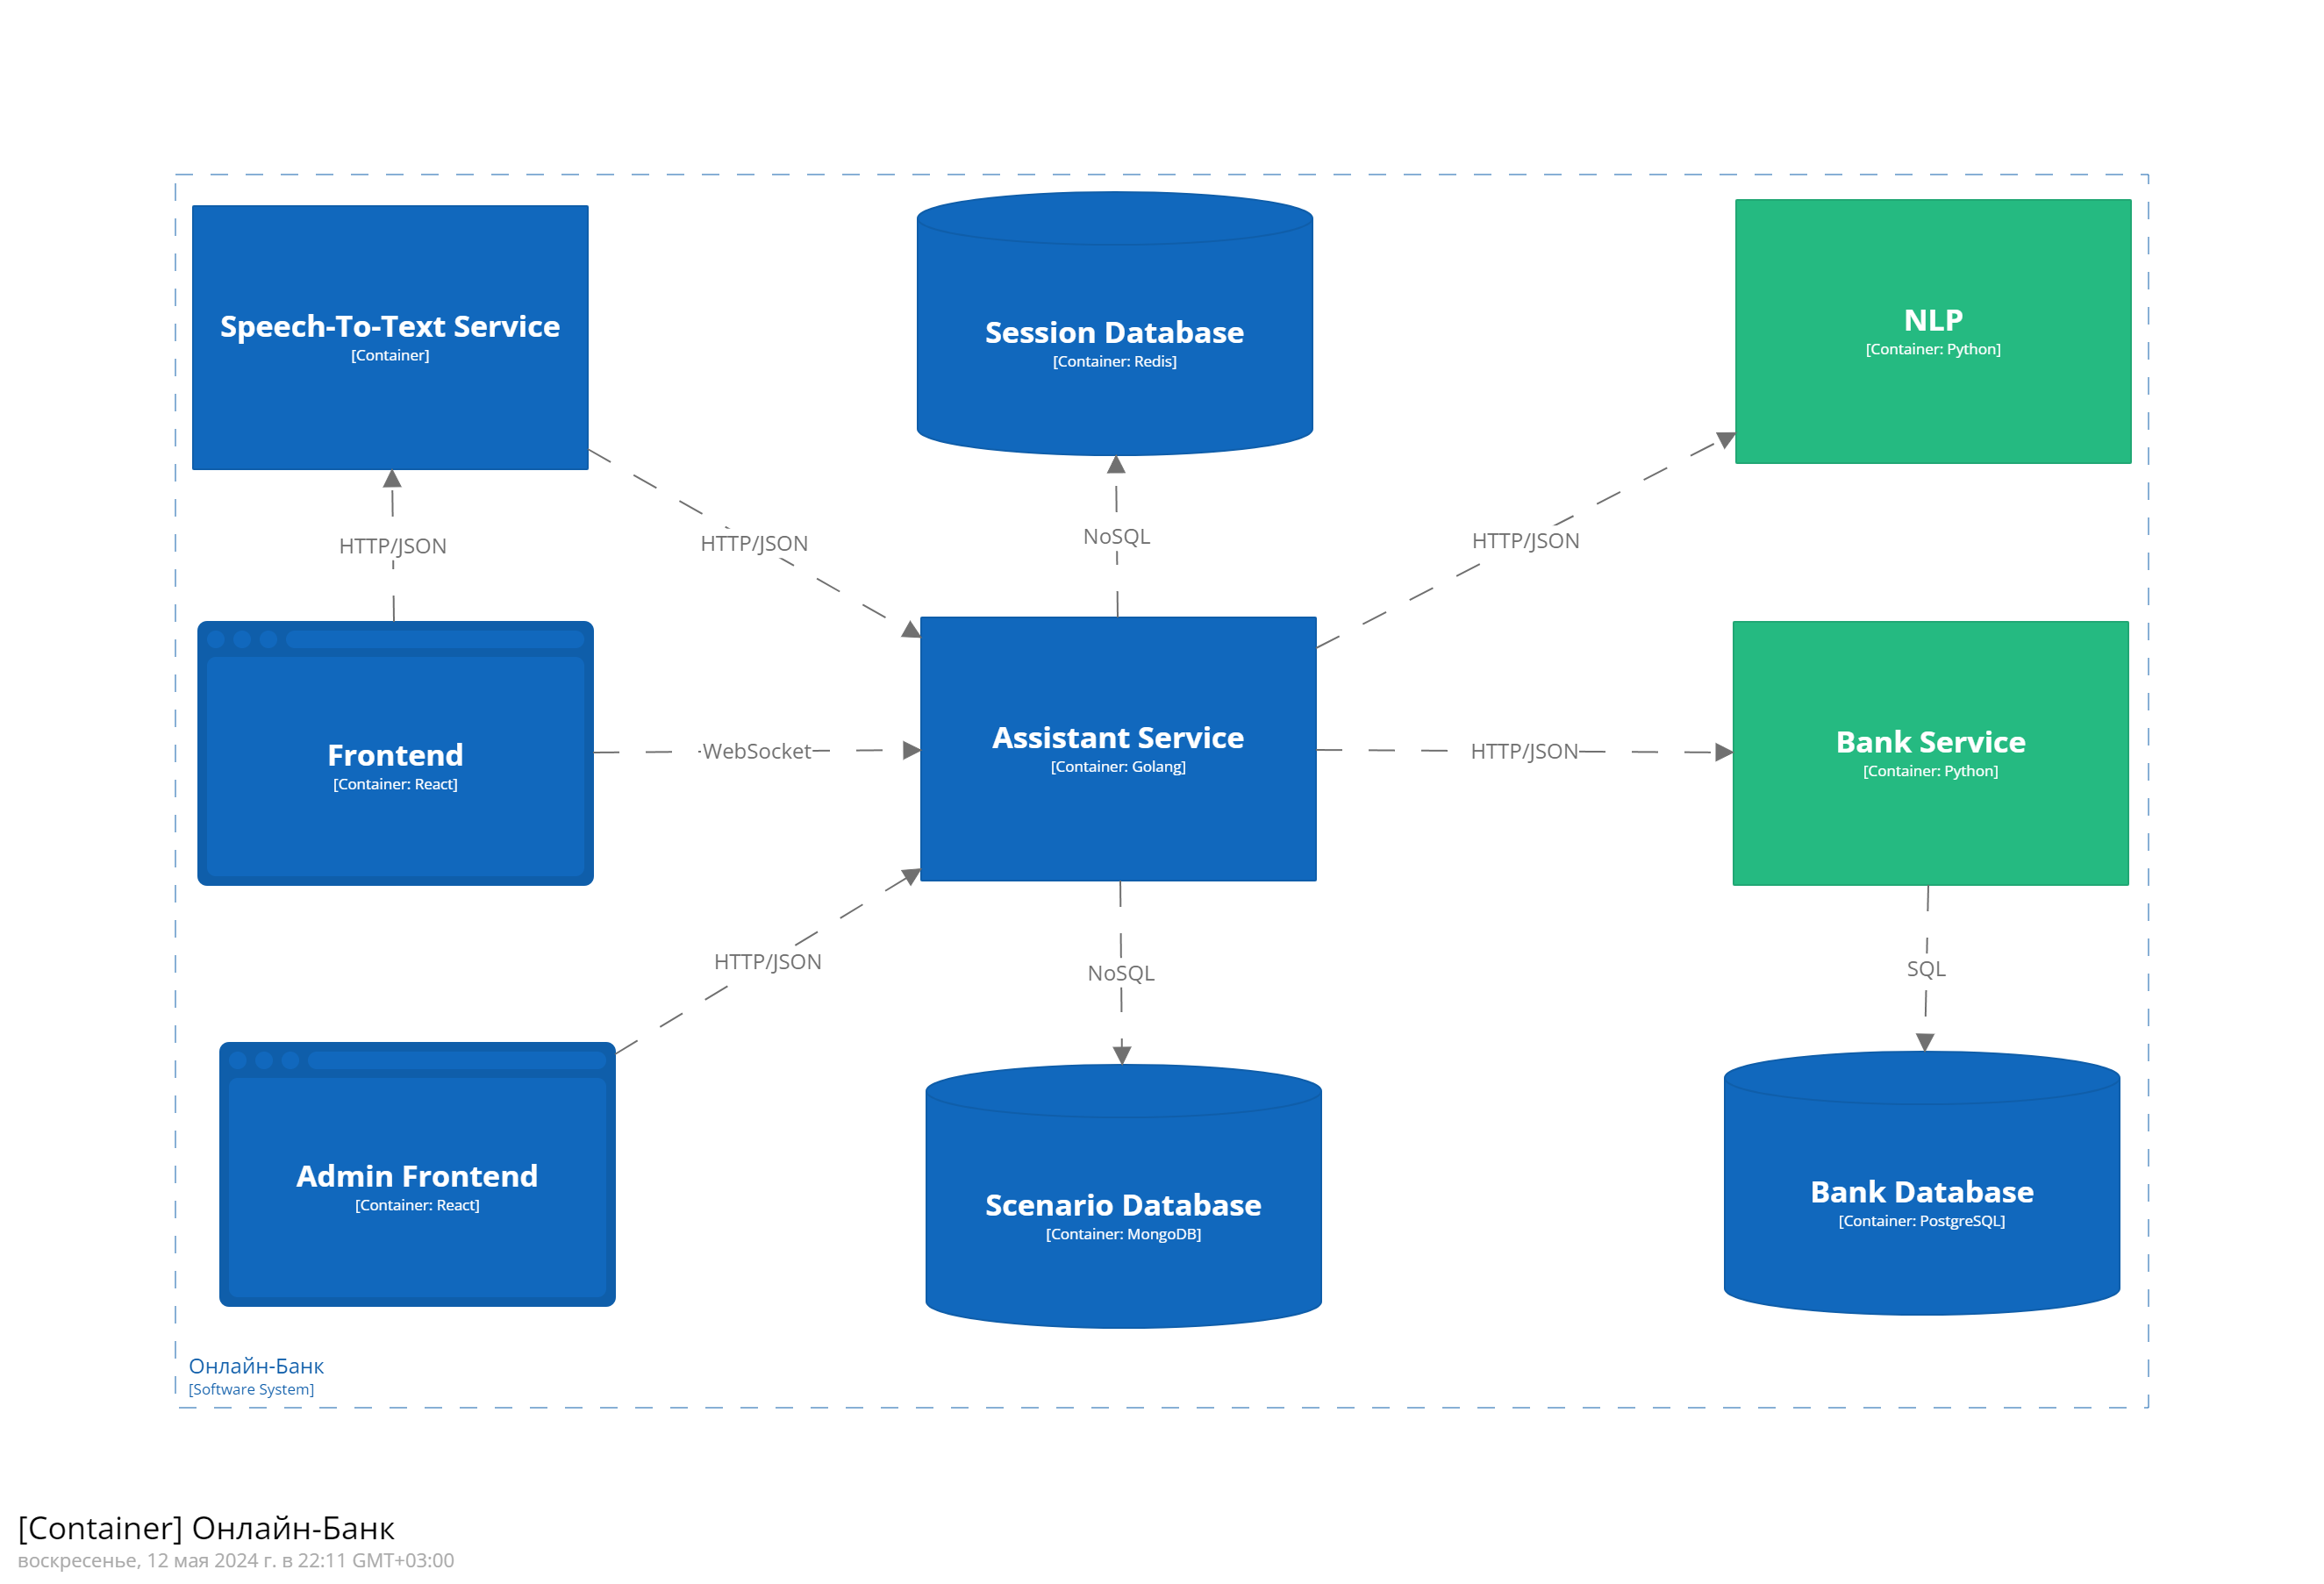 Speech-To-Text Service
[Container]
Session Database
[Container: Redis]
NLP
[Container: Python]
HTTP/JSON
HTTP/JSON
NoSQL
HTTP/JSON
Frontend
[Container: React]
WebSocket
Assistant Service
[Container: Golang]
HTTP/JSON
Bank Service
[Container: Python]
HTTP/JSON
NoSQL
SQL
Admin Frontend
[Container: React]
Scenario Database
[Container: MongoDB]
Bank Database
[Container: PostgreSQL]
Онлайн-Банк
[Software System]
[Container] Онлайн-Банк
воскресенье, 12 мая 2024 г. в 22:11 GMT+03:00